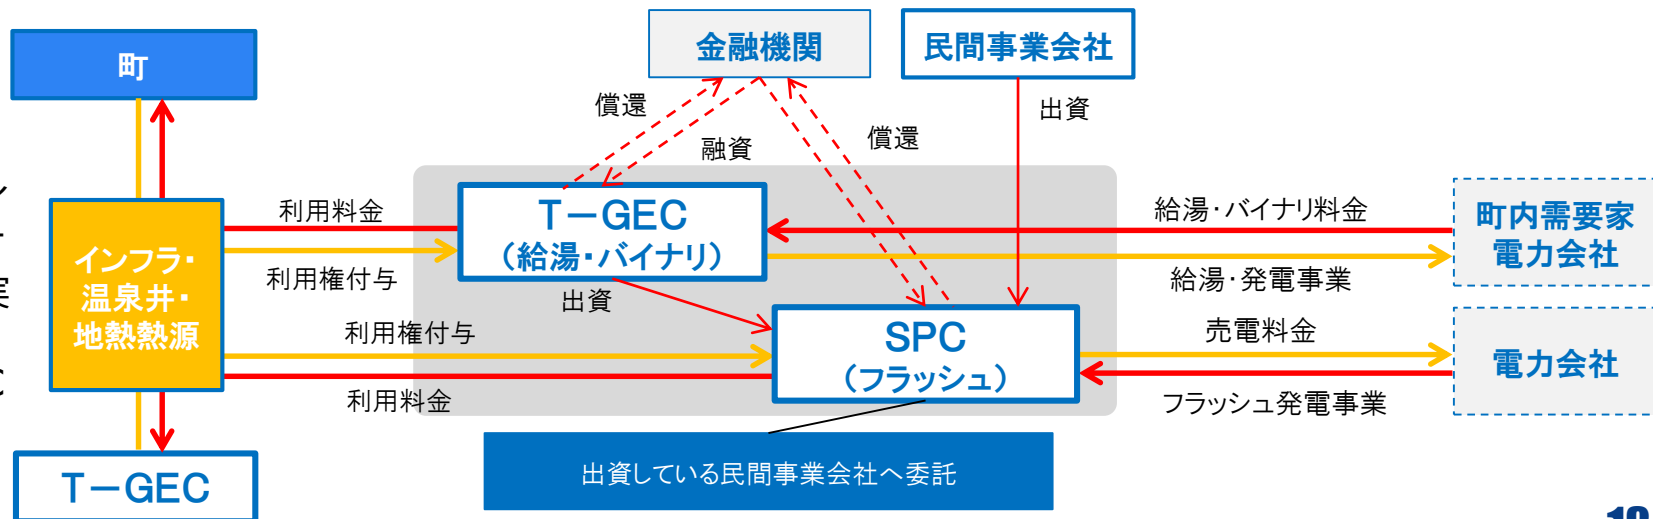 金融機関
民間事業会社
町
償還
融資
償還
出資
インフラ・
温泉井・
地熱熱源
利用料金
利用権付与
T－GEC
（給湯・バイナリ）
給湯・バイナリ料金
給湯・発電事業
町内需要家
電力会社
出資
利用権付与
利用料金
SPC
（フラッシュ）
売電料金
フラッシュ発電事業
電力会社
T－GEC
出資している民間事業会社へ委託